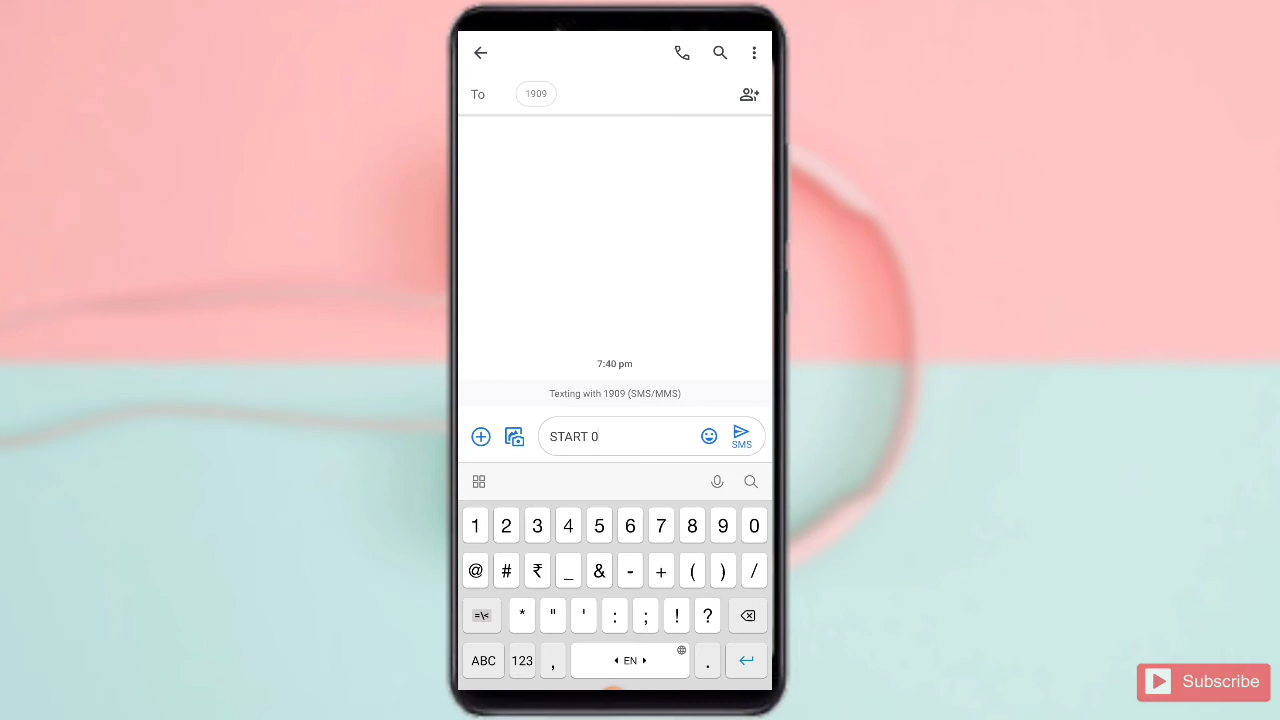 To 1909
7:40 pm
Texting with 1909 (SMS/MMS)
START 0
SMS
1 2 3 4 5 6 7 8 9 0
@ # ₹ _ & - + ( ) /
=\< * " ' : ; ! ?
ABC 123 , EN .
Subscribe